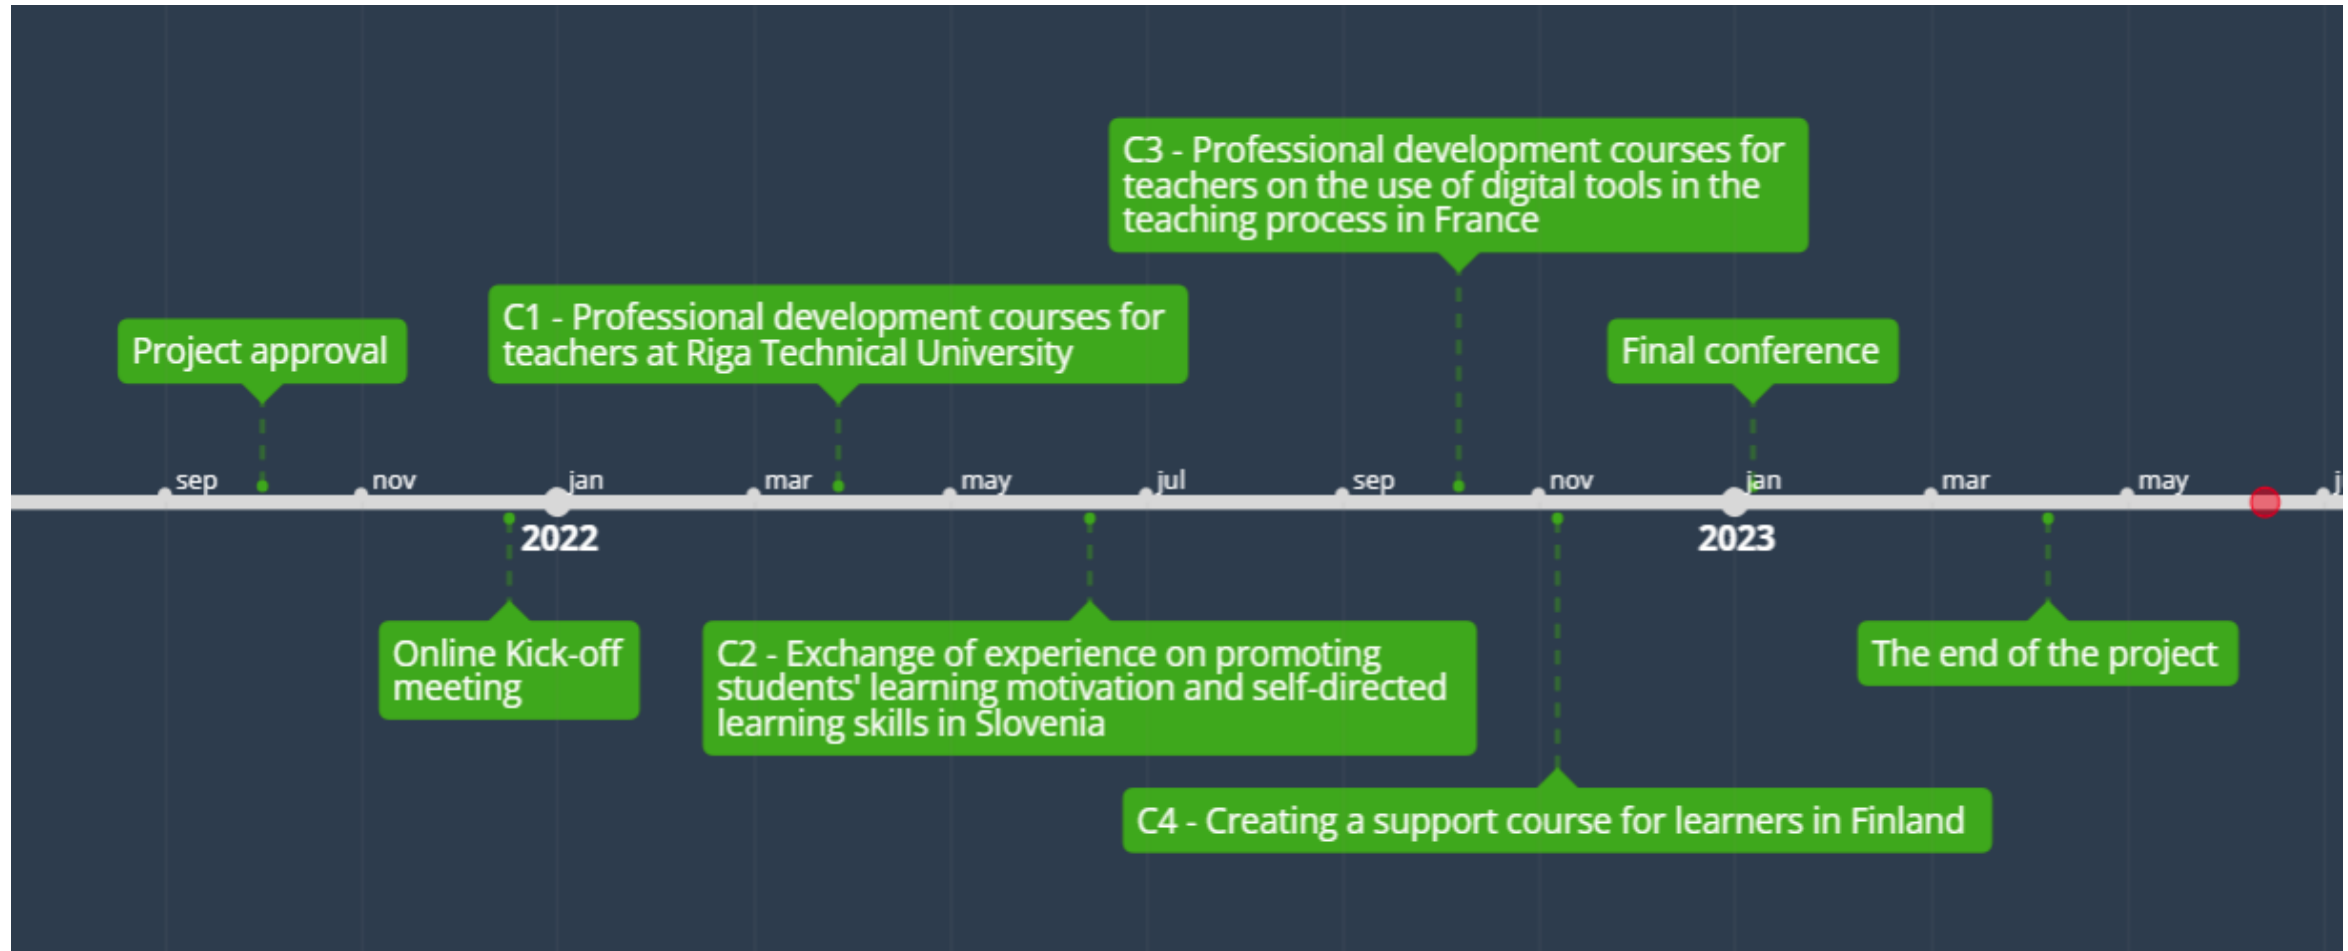 C3 - Professional development courses for
teachers on the use of digital tools in the
teaching process in France
C1 - Professional development courses for
teachers at Riga Technical University
Project approval
Final conference
sep
nov
jan
mar
may
jul
sep
nov
jan
mar
may
2022
2023
Online Kick-off
meeting
C2 - Exchange of experience on promoting
students' learning motivation and self-directed
learning skills in Slovenia
The end of the project
C4 - Creating a support course for learners in Finland